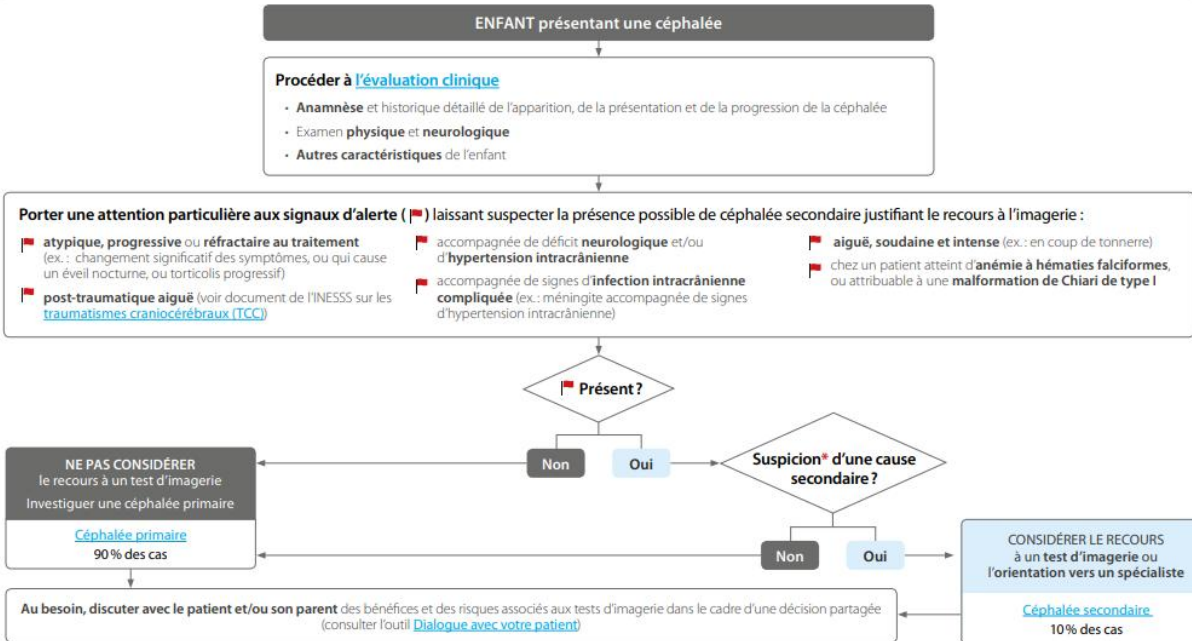 ENFANT présentant une céphalée
Procéder à l'évaluation clinique
• Anamnèse et historique détaillé de l'apparition, de la présentation et de la progression de la céphalée
• Examen physique et neurologique
• Autres caractéristiques de l'enfant
Porter une attention particulière aux signaux d'alerte ( ) laissant suspecter la présence possible de céphalée secondaire justifiant le recours à l'imagerie :
atypique, progressive ou réfractaire au traitement
(ex. : changement significatif des symptômes, ou qui cause
un éveil nocturne, ou torticolis progressif)
post-traumatique aiguë (voir document de l'INESSS sur les
traumatismes craniocérébraux (TCC))
accompagnée de déficit neurologique et/ou
d'hypertension intracrânienne
accompagnée de signes d'infection intracrânienne
compliquée (ex. : méningite accompagnée de signes
d'hypertension intracrânienne)
aiguë, soudaine et intense (ex. : en coup de tonnerre)
chez un patient atteint d'anémie à hématies falciformes,
ou attribuable à une malformation de Chiari de type I
Présent ?
Non
Oui
Suspicion* d'une cause
secondaire ?
NE PAS CONSIDÉRER
le recours à un test d'imagerie
Investiguer une céphalée primaire
Céphalée primaire
90 % des cas
Non
Oui
CONSIDÉRER LE RECOURS
à un test d'imagerie ou
l'orientation vers un spécialiste
Céphalée secondaire
10 % des cas
Au besoin, discuter avec le patient et/ou son parent des bénéfices et des risques associés aux tests d'imagerie dans le cadre d'une décision partagée
(consulter l'outil Dialogue avec votre patient)